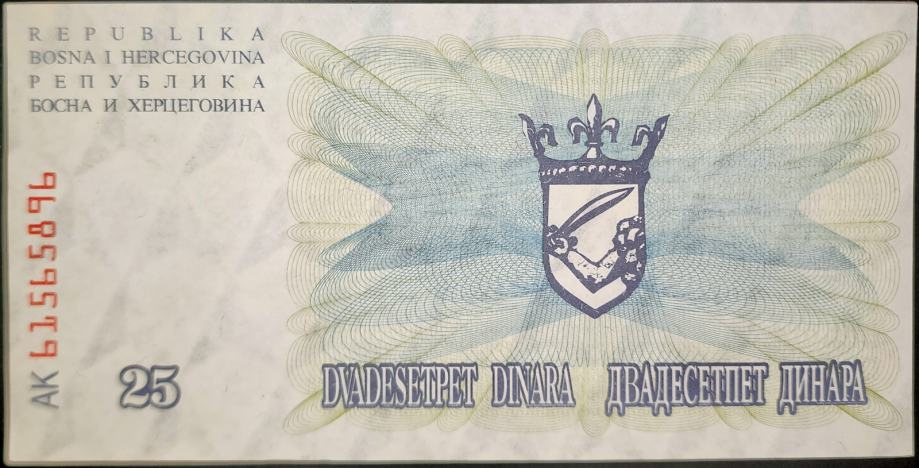 REPUBLIKA
BOSNA I HERCEGOVINA
РЕПУБЛИКА
БОСНА И ХЕРЦЕГОВИНА
AK 61565896
25
DVADESETPET DINARA ДВАДЕСЕТПЕТ ДИНАРА